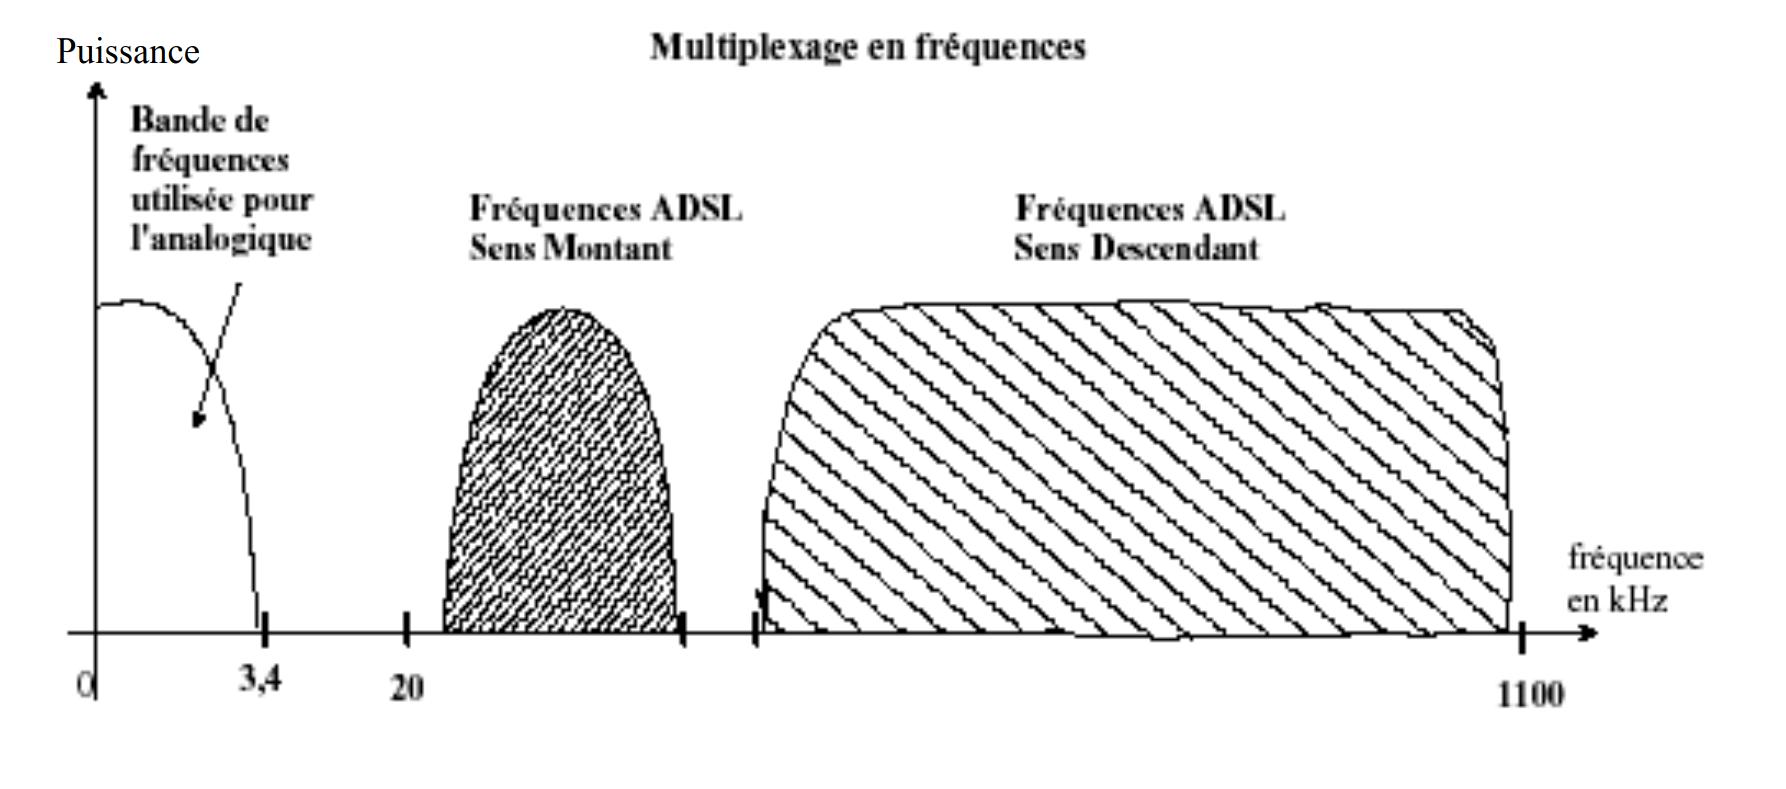 Puissance
Multiplexage en fréquences
Bande de
fréquences
utilisée pour
l'analogique
Fréquences ADSL
Sens Montant
Fréquences ADSL
Sens Descendant
fréquence
en kHz
0
3,4
20
1100